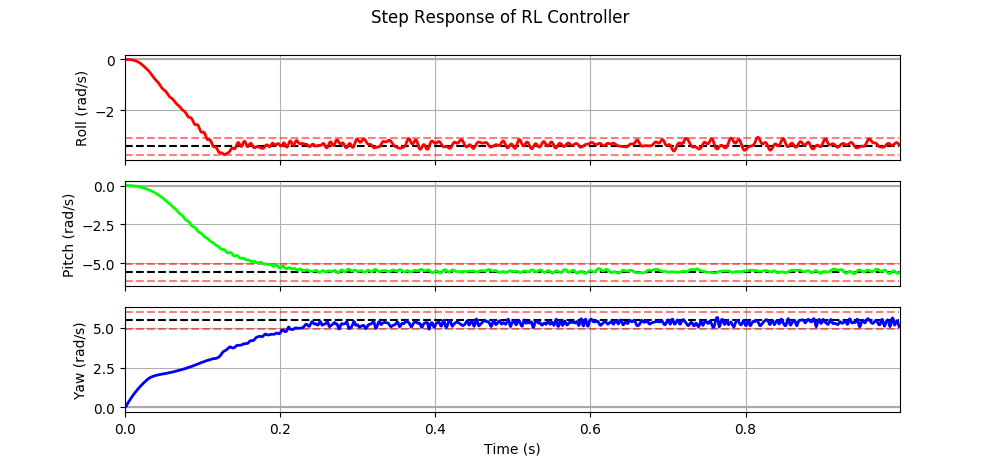 Step Response of RL Controller
0
−2
Roll (rad/s)
0.0
−2.5
−5.0
Pitch (rad/s)
5.0
2.5
0.0
Yaw (rad/s)
0.0
0.2
0.4
0.6
0.8
Time (s)